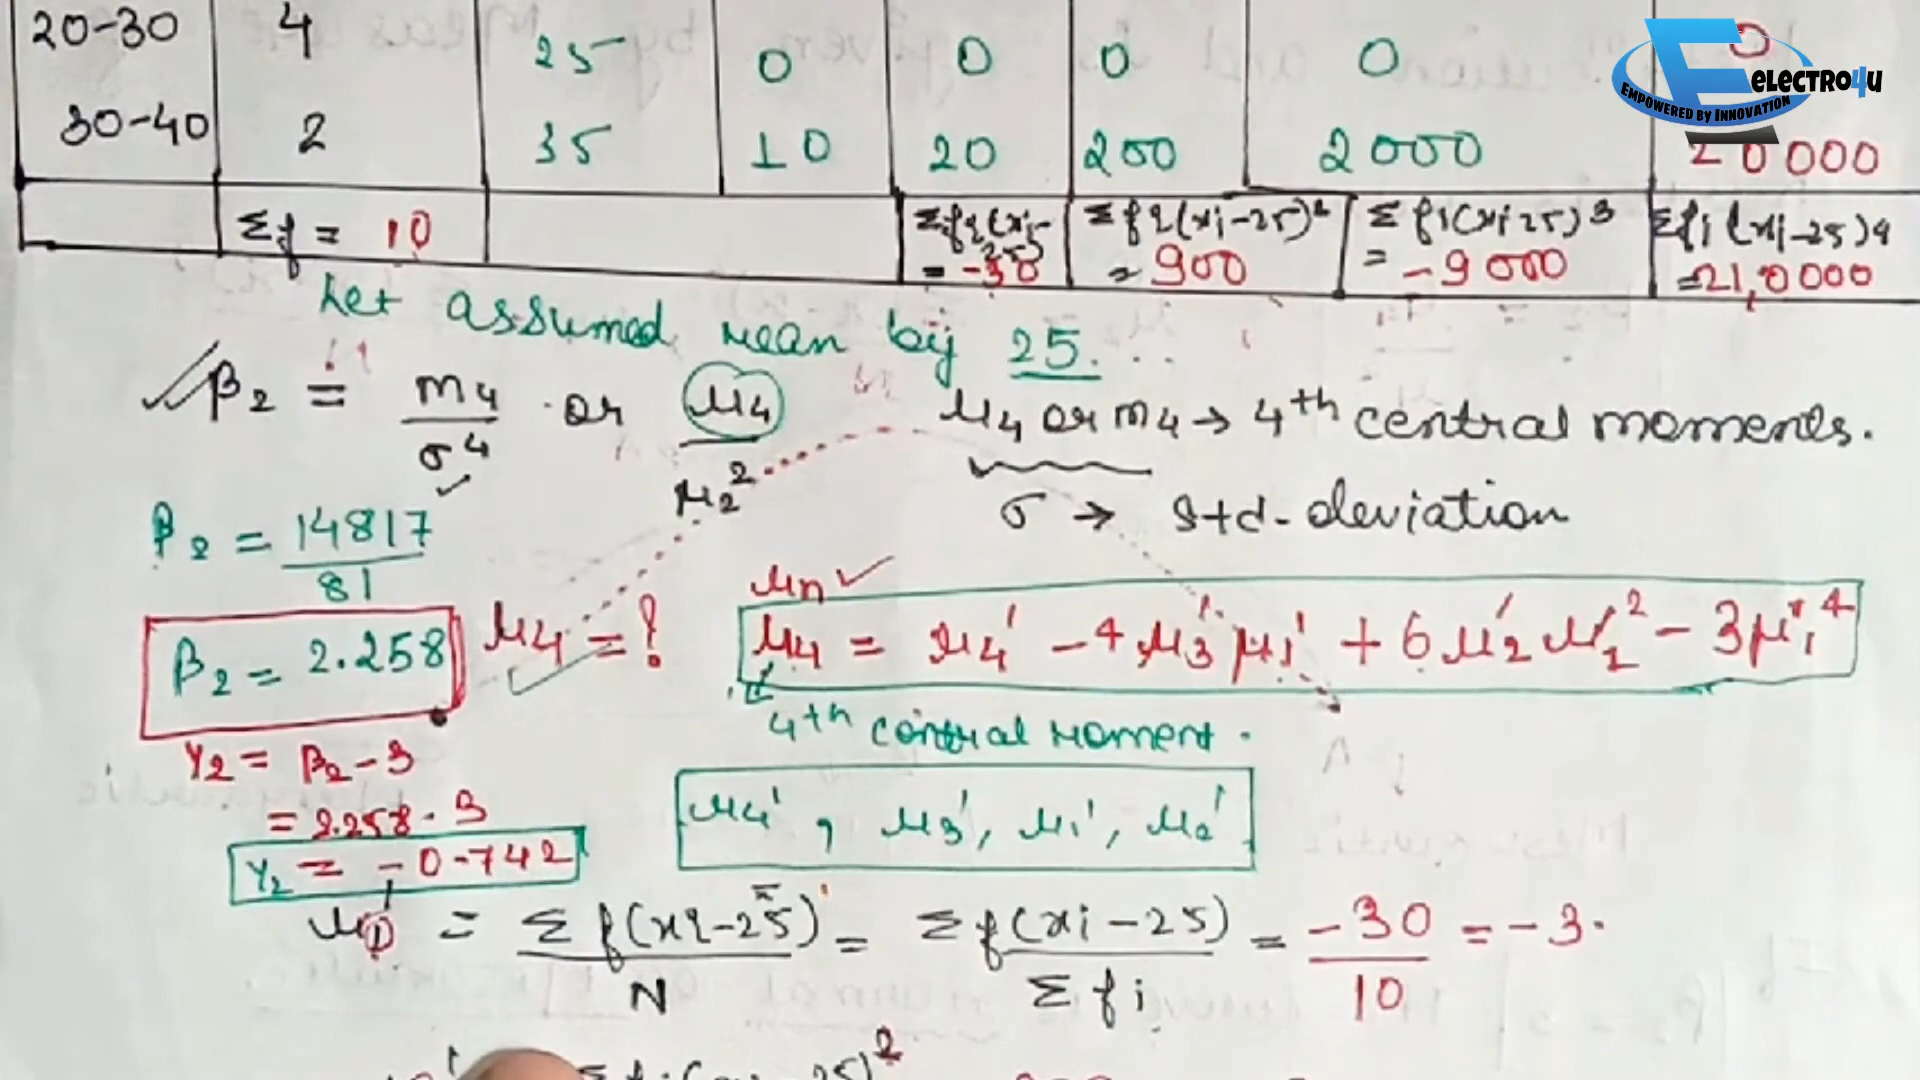 20-30 4 25 0 0 0 0 0
30-40 2 35 10 20 200 2000 20000
electro4u
EMPOWERED by INNOVATION
Σf = 10 Σfi(xi-25) = -30 Σfi(xi-25)² = 900 Σfi(xi-25)³ = -9000 Σfi(xi-25)4 =21,0000
Let assumed mean by 25.
β2 = m4/σ4 or μ4/μ2² μ4 or m4 → 4th central moments.
σ → std-deviation
β2 = 14817/81
μn
β2 = 2.258 μ4 = ? μ4 = μ4' - 4μ3'μ1' + 6μ2'μ1'² - 3μ1'4
4th central moment.
γ2 = β2 - 3
= 2.258 - 3 μ4', μ3', μ1', μ2'
γ2 = -0.742
μ1' = Σf(xi-25)'/N = Σf(xi-25)/Σfi = -30/10 = -3.